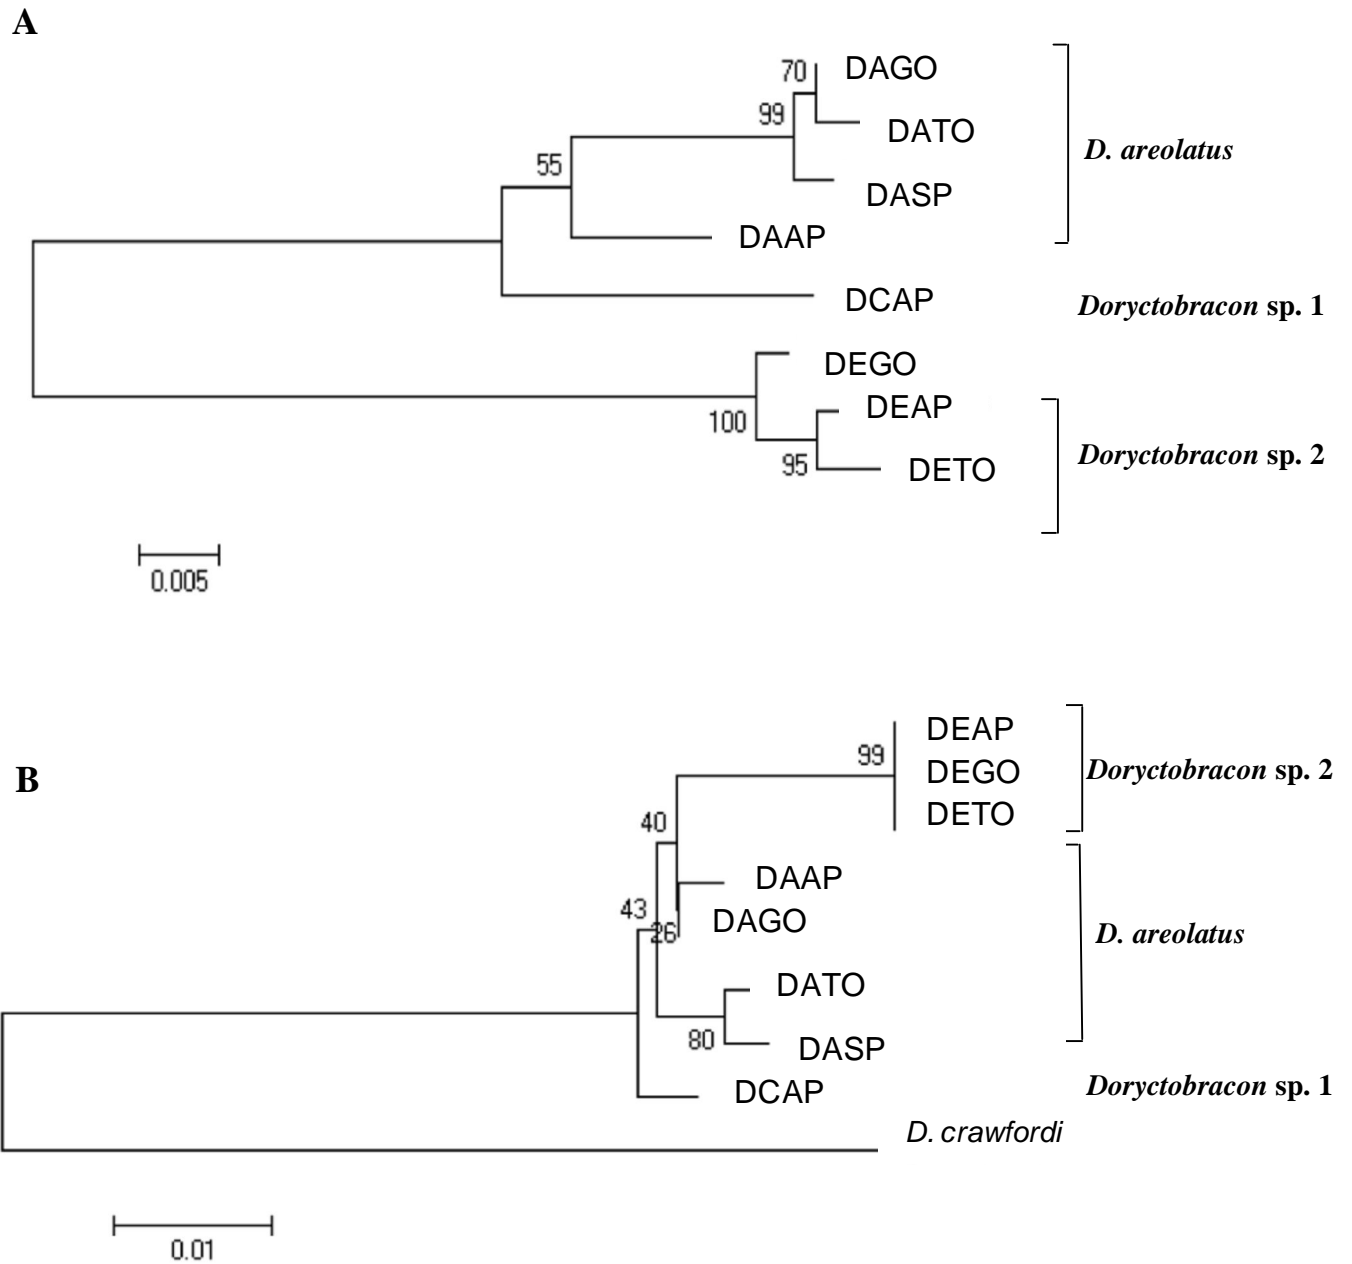 A
70
DAGO
99
DATO
D. areolatus
55
DASP
DAAP
DCAP
Doryctobracon sp. 1
DEGO
DEAP
100
Doryctobracon sp. 2
95
DETO
0.005
B
DEAP
99
DEGO
Doryctobracon sp. 2
DETO
40
DAAP
43
DAGO
26
D. areolatus
DATO
80
DASP
DCAP
Doryctobracon sp. 1
D. crawfordi
0.01